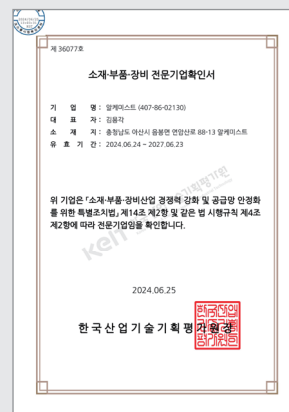 제 36077호
소재·부품·장비 전문기업확인서
기 업 명: 알케미스트 (407-86-02130)
대 표 자: 김용각
소 재 지: 충청남도 아산시 음봉면 연암산로 88-13 알케미스트
유 효 기 간: 2024.06.24 ~ 2027.06.23
위 기업은 「소재·부품·장비산업 경쟁력 강화 및 공급망 안정화
를 위한 특별조치법」 제14조 제2항 및 같은 법 시행규칙 제4조
제2항에 따라 전문기업임을 확인합니다.
2024.06.25
한국산업기술기획평가원장